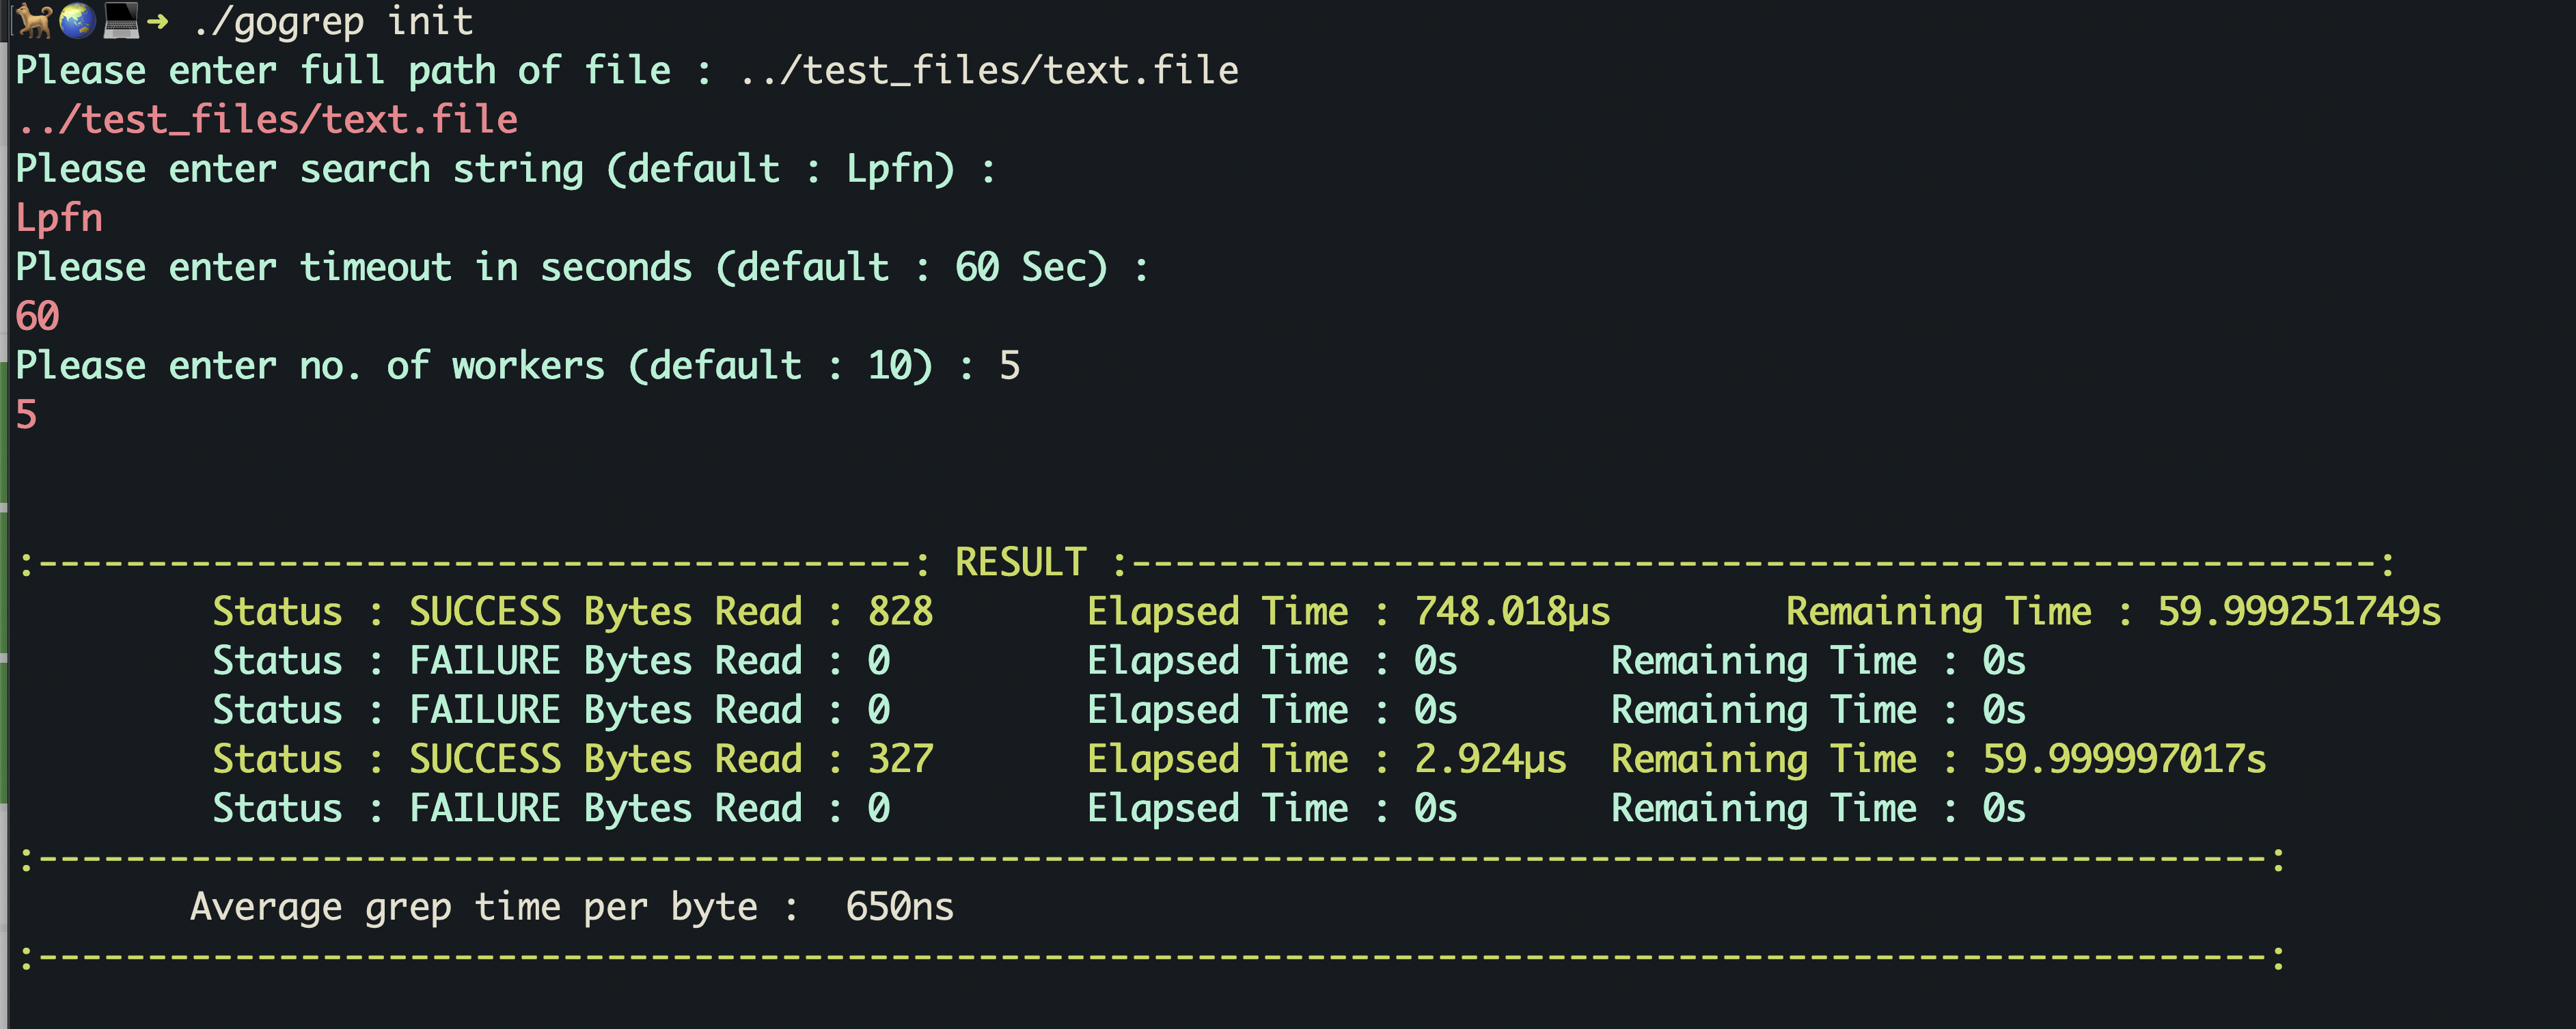 🐕🌏💻➜ ./gogrep init
Please enter full path of file : ../test_files/text.file
../test_files/text.file
Please enter search string (default : Lpfn) :
Lpfn
Please enter timeout in seconds (default : 60 Sec) :
60
Please enter no. of workers (default : 10) : 5
5
:----------------------------------------: RESULT :---------------------------------------------------------:
Status : SUCCESS Bytes Read : 828 Elapsed Time : 748.018µs Remaining Time : 59.999251749s
Status : FAILURE Bytes Read : 0 Elapsed Time : 0s Remaining Time : 0s
Status : FAILURE Bytes Read : 0 Elapsed Time : 0s Remaining Time : 0s
Status : SUCCESS Bytes Read : 327 Elapsed Time : 2.924µs Remaining Time : 59.999997017s
Status : FAILURE Bytes Read : 0 Elapsed Time : 0s Remaining Time : 0s
:------------------------------------------------------------------------------------------------------:
Average grep time per byte : 650ns
:------------------------------------------------------------------------------------------------------: